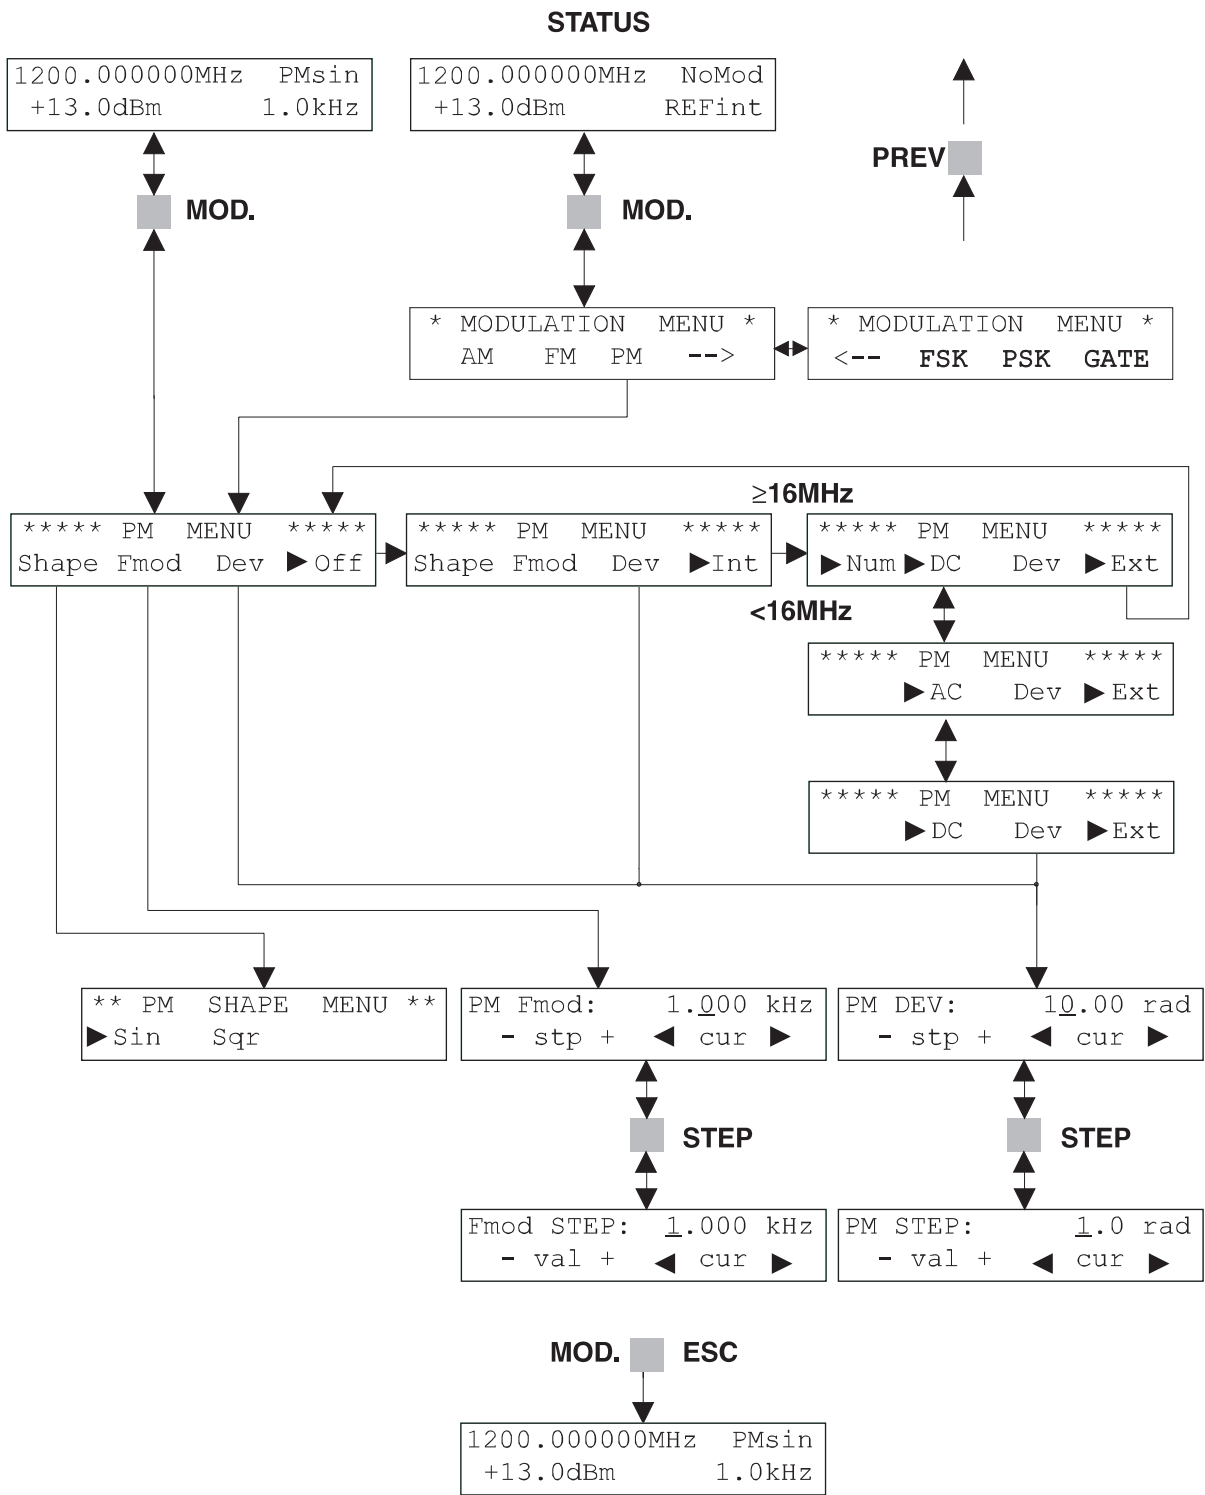 STATUS
1200.000000MHz PMsin
+13.0dBm 1.0kHz
1200.000000MHz NoMod
+13.0dBm REFint
PREV
MOD.
MOD.
* MODULATION MENU *
AM FM PM -->
* MODULATION MENU *
<-- FSK PSK GATE
≥16MHz
***** PM MENU *****
Shape Fmod Dev ▶Off
***** PM MENU *****
Shape Fmod Dev ▶Int
***** PM MENU *****
▶Num ▶DC Dev ▶Ext
<16MHz
***** PM MENU *****
▶AC Dev ▶Ext
***** PM MENU *****
▶DC Dev ▶Ext
** PM SHAPE MENU **
▶Sin Sqr
PM Fmod: 1.000 kHz
- stp + ◀ cur ▶
PM DEV: 10.00 rad
- stp + ◀ cur ▶
STEP
STEP
Fmod STEP: 1.000 kHz
- val + ◀ cur ▶
PM STEP: 1.0 rad
- val + ◀ cur ▶
MOD. ESC
1200.000000MHz PMsin
+13.0dBm 1.0kHz